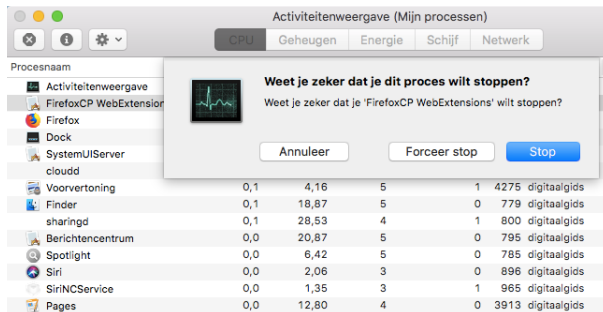 Activiteitenweergave (Mijn processen)
CPU Geheugen Energie Schijf Netwerk
Procesnaam
Weet je zeker dat je dit proces wilt stoppen?
Weet je zeker dat je 'FirefoxCP WebExtensions' wilt stoppen?
Annuleer Forceer stop Stop
Activiteitenweergave
FirefoxCP WebExtension
Firefox
Dock
SystemUIServer
cloudd
Voorvertoning 0,1 4,16 5 1 4275 digitaalgids
Finder 0,1 18,87 5 0 779 digitaalgids
sharingd 0,1 28,53 4 1 800 digitaalgids
Berichtencentrum 0,0 20,87 5 0 795 digitaalgids
Spotlight 0,0 6,42 5 0 785 digitaalgids
Siri 0,0 2,06 3 0 896 digitaalgids
SiriNCService 0,0 1,35 3 1 965 digitaalgids
Pages 0,0 12,80 4 0 3913 digitaalgids